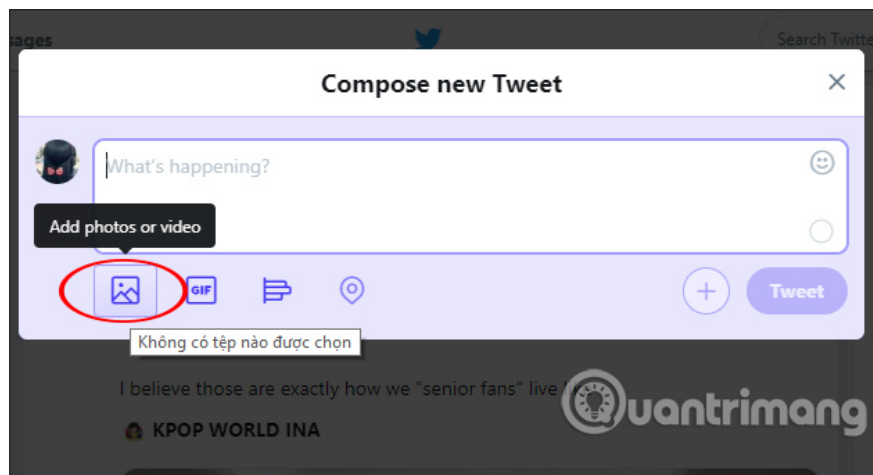 sages
Search Twitte
Compose new Tweet
What's happening?
Add photos or video
GIF
Tweet
Không có tệp nào được chọn
I believe those are exactly how we "senior fans" live
KPOP WORLD INA
Quantrimang